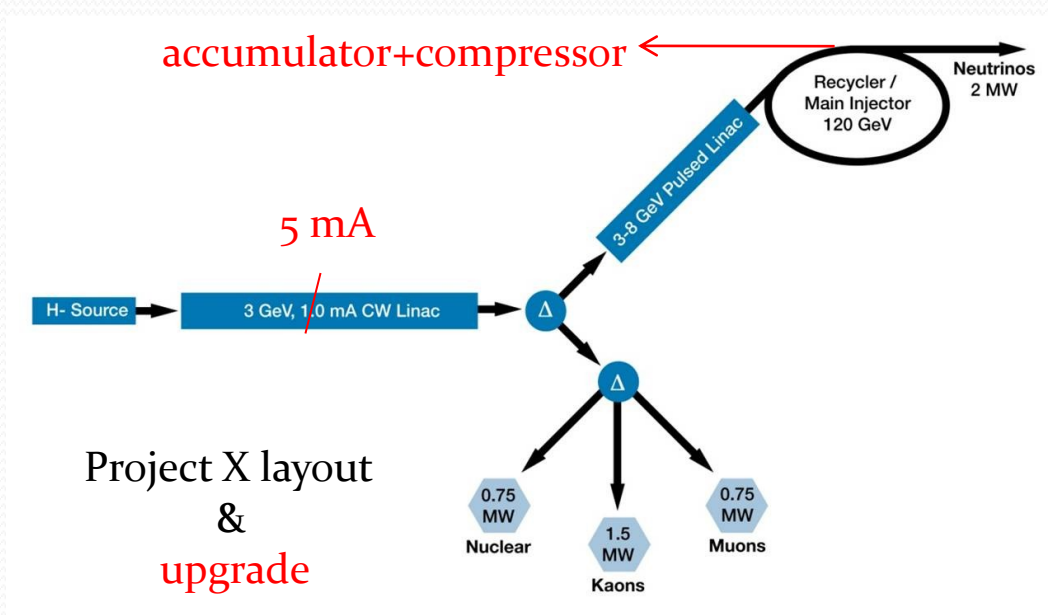 accumulator+compressor
Neutrinos
2 MW
Recycler /
Main Injector
120 GeV
3-8 GeV Pulsed Linac
5 mA
H- Source
3 GeV, 1.0 mA CW Linac
Δ
Δ
Project X layout
&
upgrade
0.75
MW
Nuclear
1.5
MW
Kaons
0.75
MW
Muons